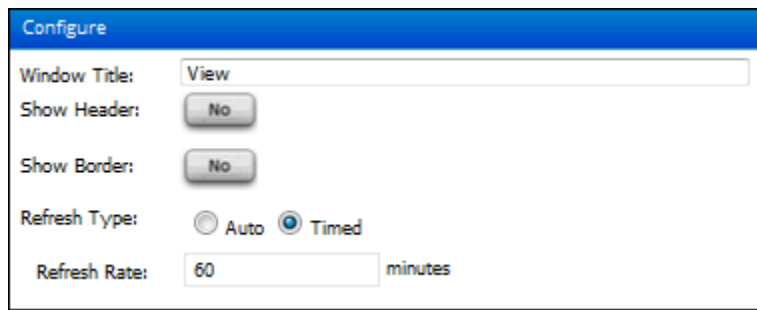 Configure
Window Title: View
Show Header: No
Show Border: No
Refresh Type: Auto Timed
Refresh Rate: 60 minutes